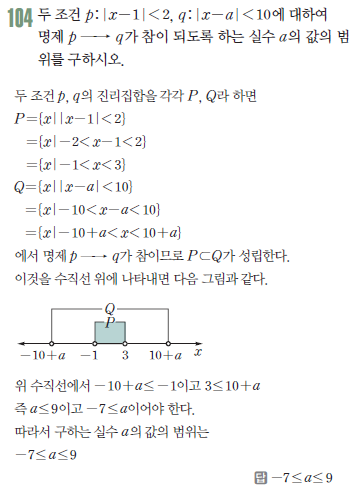 104 두 조건 p: |x-1|<2, q: |x-a|<10에 대하여
명제 p ⟶ q가 참이 되도록 하는 실수 a의 값의 범
위를 구하시오.
두 조건 p, q의 진리집합을 각각 P, Q라 하면
P={x||x-1|<2}
={x|-2<x-1<2}
={x|-1<x<3}
Q={x||x-a|<10}
={x|-10<x-a<10}
={x|-10+a<x<10+a}
에서 명제 p ⟶ q가 참이므로 P⊂Q가 성립한다.
이것을 수직선 위에 나타내면 다음 그림과 같다.
Q
P
-10+a -1 3 10+a x
위 수직선에서 -10+a≤-1이고 3≤10+a
즉 a≤9이고 -7≤a이어야 한다.
따라서 구하는 실수 a의 값의 범위는
-7≤a≤9
답 -7≤a≤9